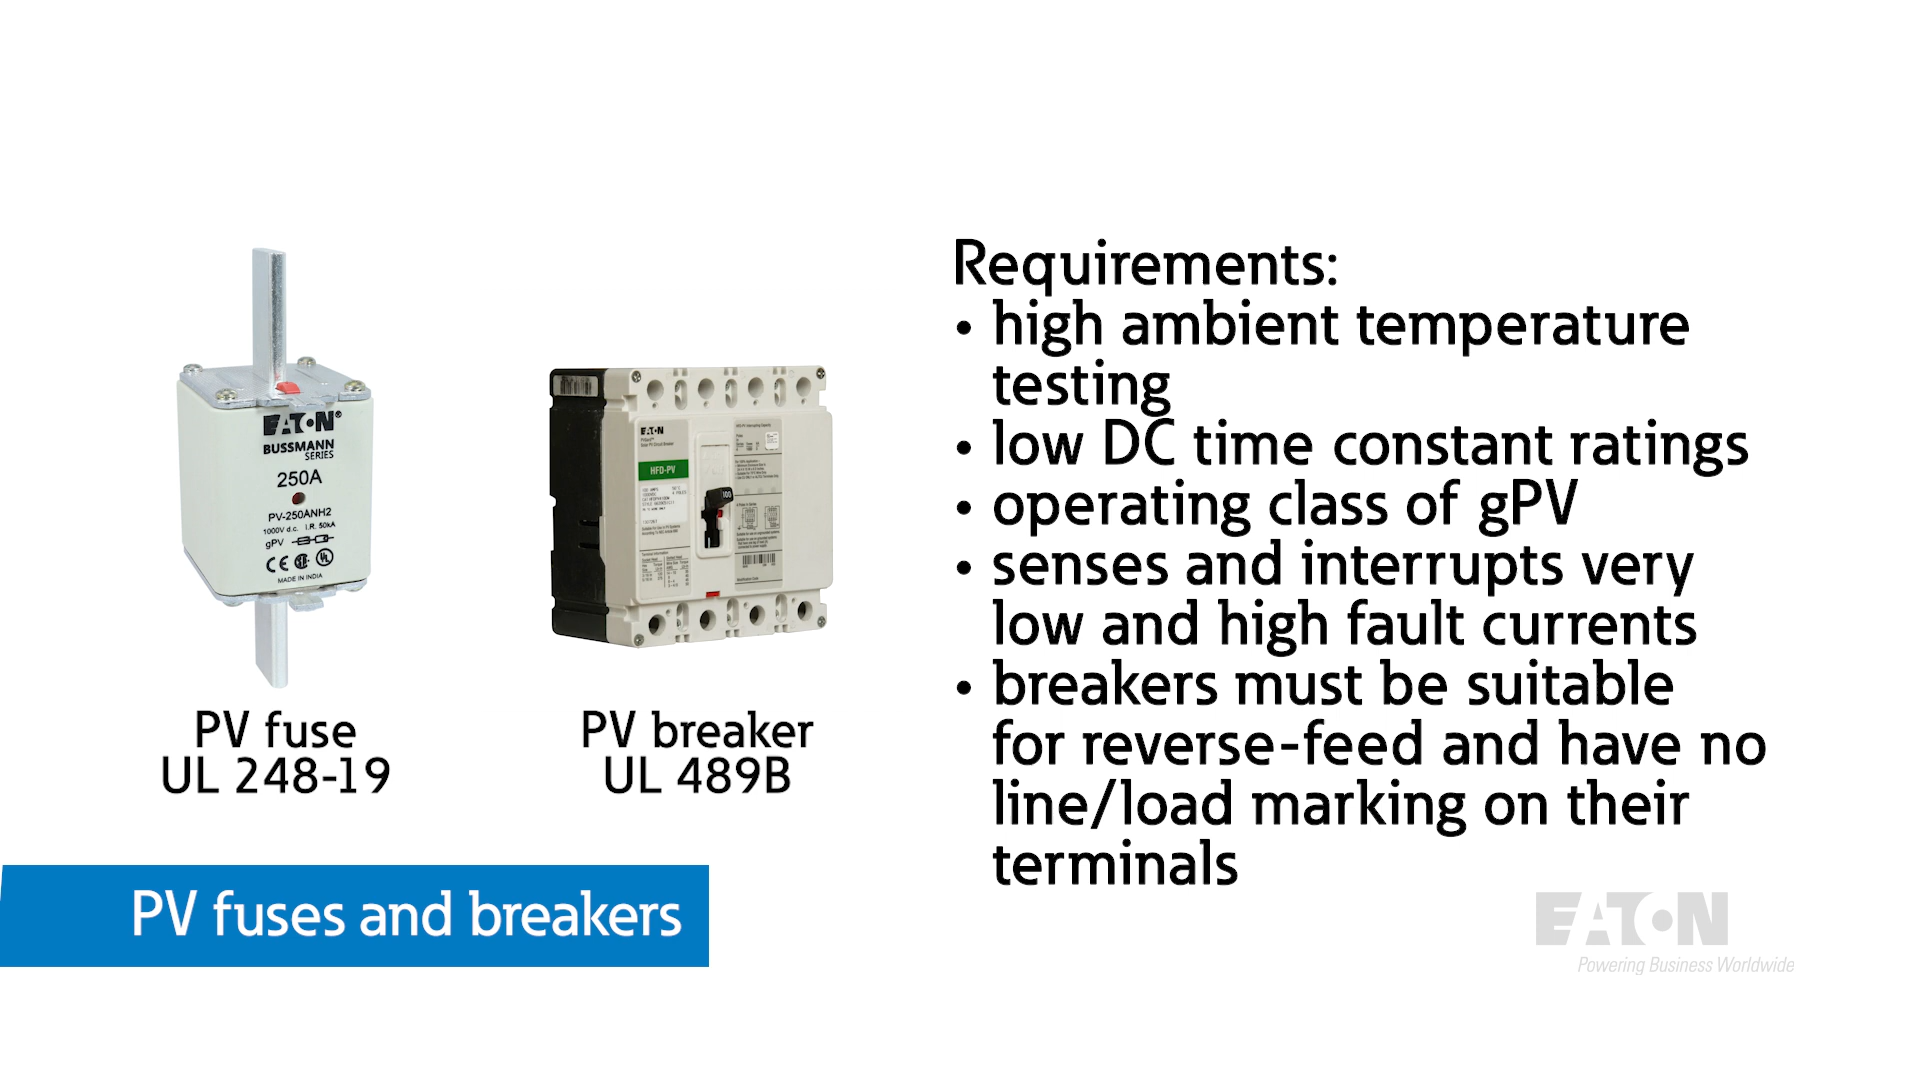 Requirements:
• high ambient temperature
testing
• low DC time constant ratings
• operating class of gPV
• senses and interrupts very
low and high fault currents
• breakers must be suitable
for reverse-feed and have no
line/load marking on their
terminals
EATON®
BUSSMANN
SERIES
250A
PV-250ANH2
1000V d.c. I.R. 50kA
gPV
CE
MADE IN INDIA
EATON
HFD-PV
100
PV fuse
UL 248-19
PV breaker
UL 489B
PV fuses and breakers
EATON
Powering Business Worldwide